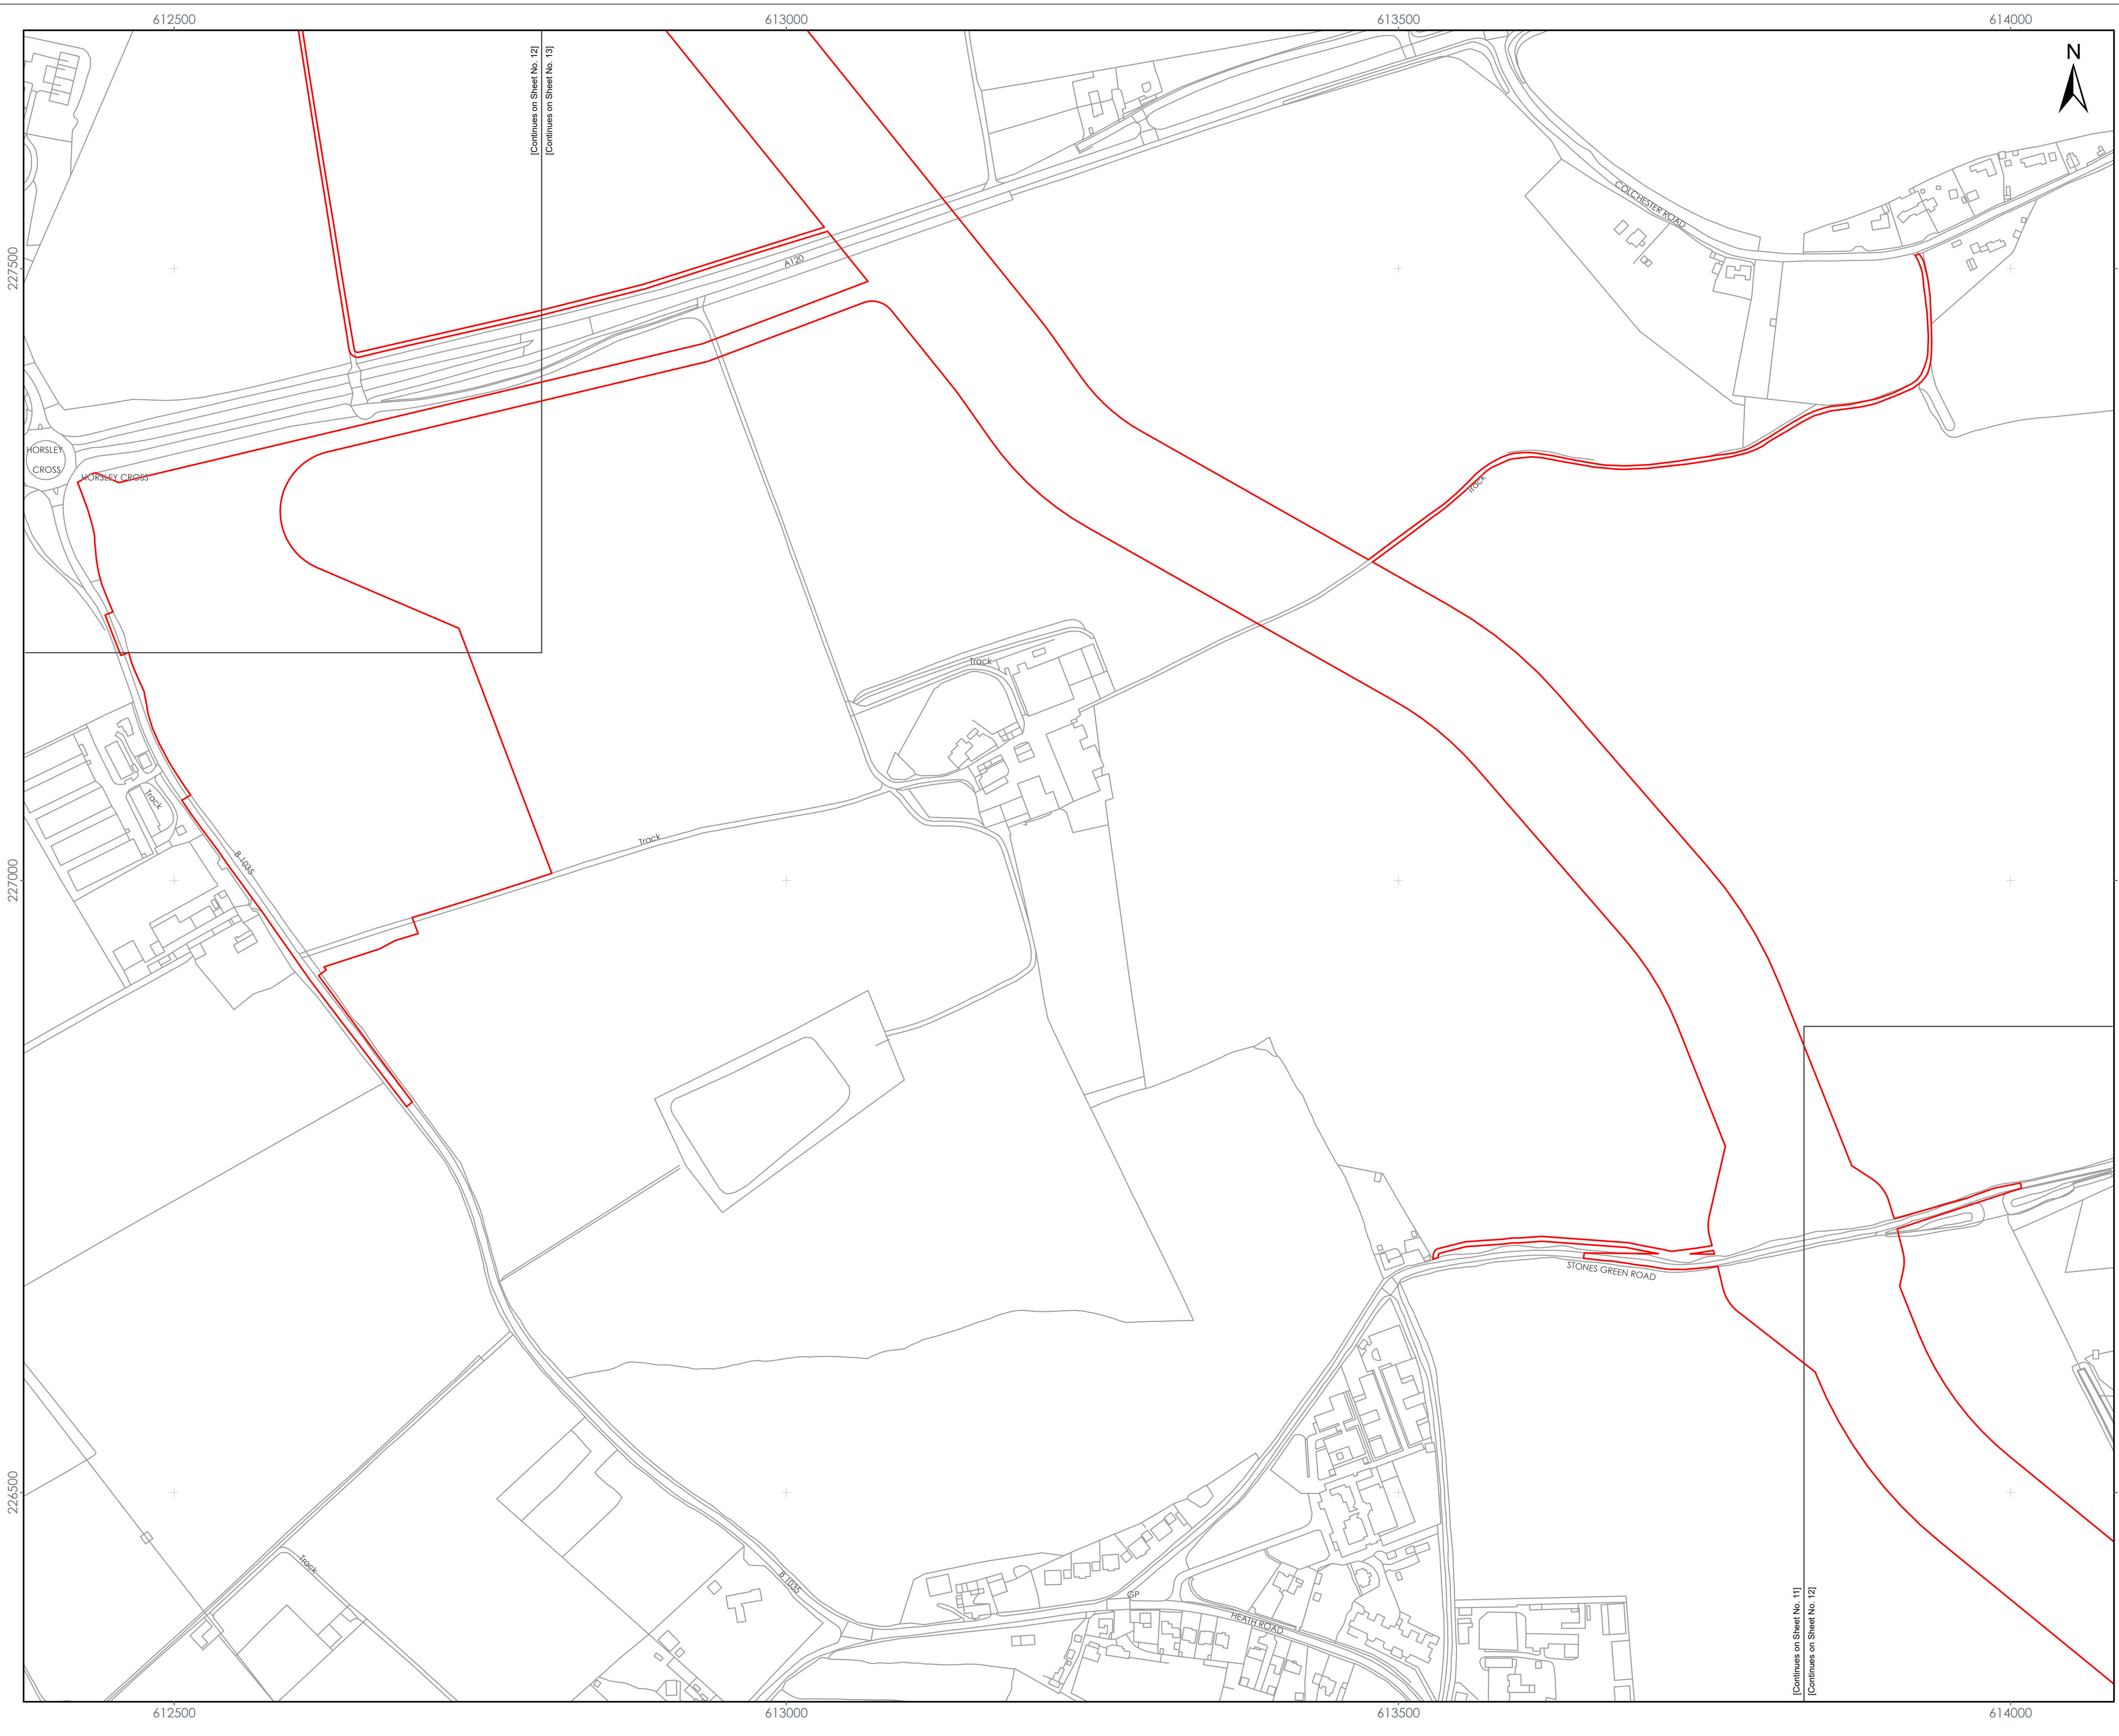 612500
613000
613500
614000
N
[Continues on Sheet No. 12]
[Continues on Sheet No. 13]
COLCHESTER ROAD
A120
227500
HORSLEY
CROSS
HORSLEY CROSS
Track
Track
Track
Track
B 1035
227000
STONES GREEN ROAD
226500
Track
B 1035
GP
HEATH ROAD
[Continues on Sheet No. 11]
[Continues on Sheet No. 12]
612500
613000
613500
614000